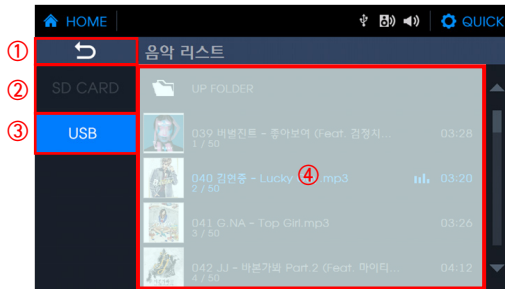 HOME
QUICK
①
음악 리스트
②
SD CARD
UP FOLDER
③
USB
039 버벌진트 - 좋아보여 (Feat. 검정치...
03:28
1 / 50
④
040 김현중 - Lucky .mp3
03:20
2 / 50
041 G.NA - Top Girl.mp3
03:26
3 / 50
042 JJ - 바본가와 Part.2 (Feat. 마이티...
04:12
4 / 50